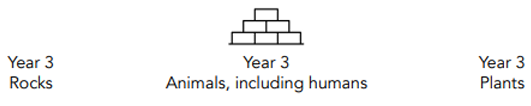 Year 3
Rocks
Year 3
Animals, including humans
Year 3
Plants